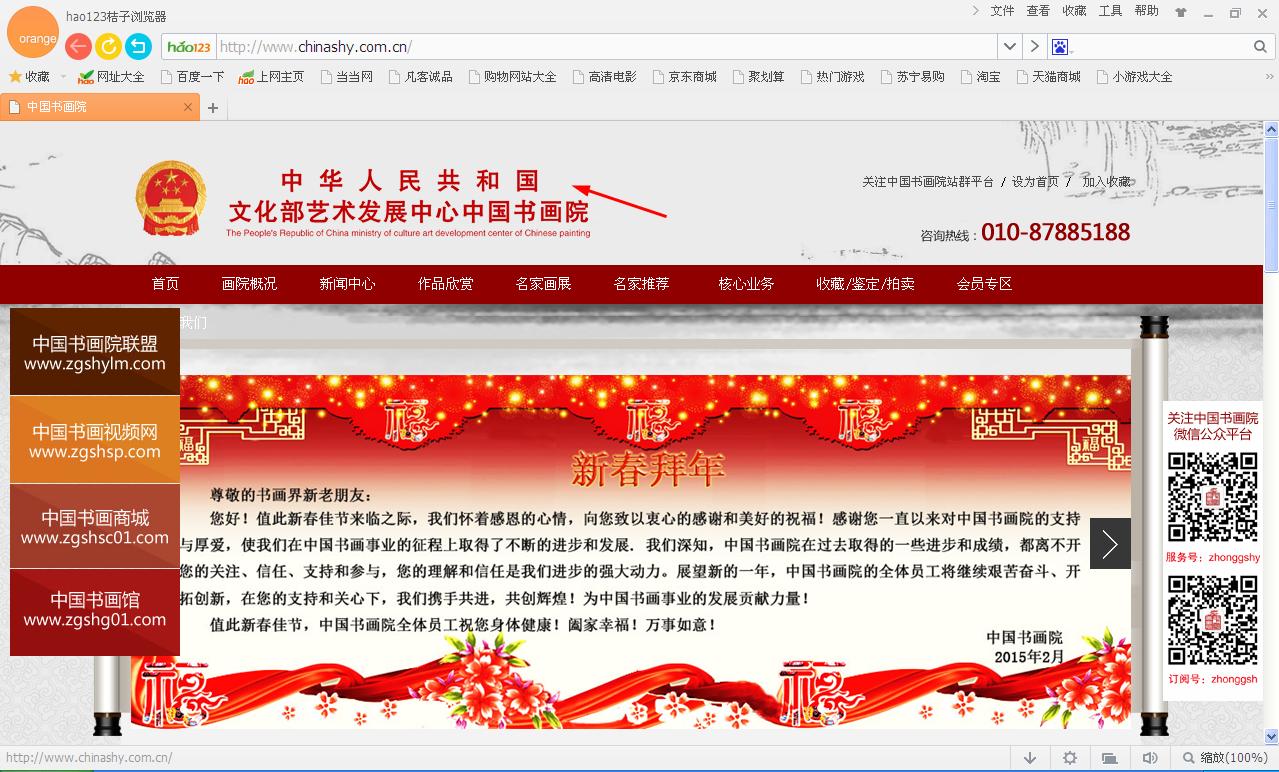 hao123桔子浏览器
文件 查看 收藏 工具 帮助
orange
hao123 http://www.chinashy.com.cn/
收藏 网址大全 百度一下 上网主页 当当网 凡客诚品 购物网站大全 高清电影 京东商城 聚划算 热门游戏 苏宁易购 淘宝 天猫商城 小游戏大全
中国书画院
中华人民共和国
文化部艺术发展中心中国书画院
The People's Republic of China ministry of culture art development center of Chinese painting
关注中国书画院站群平台 / 设为首页 / 加入收藏
咨询热线：010-87885188
首页 画院概况 新闻中心 作品欣赏 名家画展 名家推荐 核心业务 收藏/鉴定/拍卖 会员专区
我们
中国书画院联盟
www.zgshylm.com
中国书画视频网
www.zgshsp.com
中国书画商城
www.zgshsc01.com
中国书画馆
www.zgshg01.com
福 福 福
福 福
新春拜年
尊敬的书画界新老朋友：
您好！值此新春佳节来临之际，我们怀着感恩的心情，向您致以衷心的感谢和美好的祝福！感谢您一直以来对中国书画院的支持
与厚爱，使我们在中国书画事业的征程上取得了不断的进步和发展．我们深知，中国书画院在过去取得的一些进步和成绩，都离不开
您的关注、信任、支持和参与，您的理解和信任是我们进步的强大动力。展望新的一年，中国书画院的全体员工将继续艰苦奋斗、开
拓创新，在您的支持和关心下，我们携手共进，共创辉煌！为中国书画事业的发展贡献力量！
值此新春佳节，中国书画院全体员工祝您身体健康！阖家幸福！万事如意！
中国书画院
2015年2月
福 福
关注中国书画院
微信公众平台
服务号：zhonggshy
订阅号：zhonggsh
http://www.chinashy.com.cn/
缩放(100%)